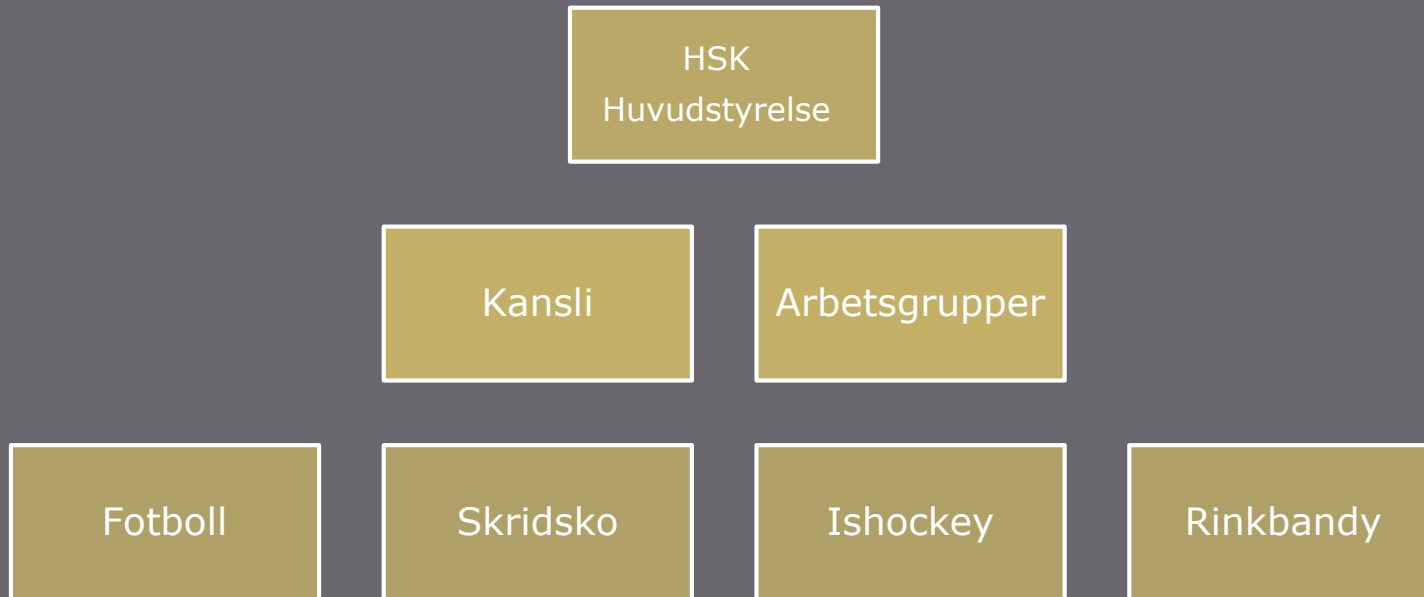 HSK
Huvudstyrelse
Kansli
Arbetsgrupper
Fotboll
Skridsko
Ishockey
Rinkbandy